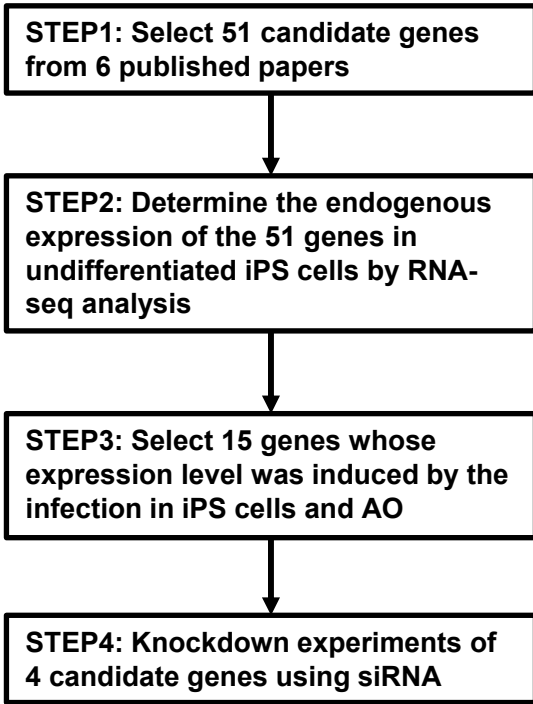 STEP1: Select 51 candidate genes
from 6 published papers
STEP2: Determine the endogenous
expression of the 51 genes in
undifferentiated iPS cells by RNA-
seq analysis
STEP3: Select 15 genes whose
expression level was induced by the
infection in iPS cells and AO
STEP4: Knockdown experiments of
4 candidate genes using siRNA